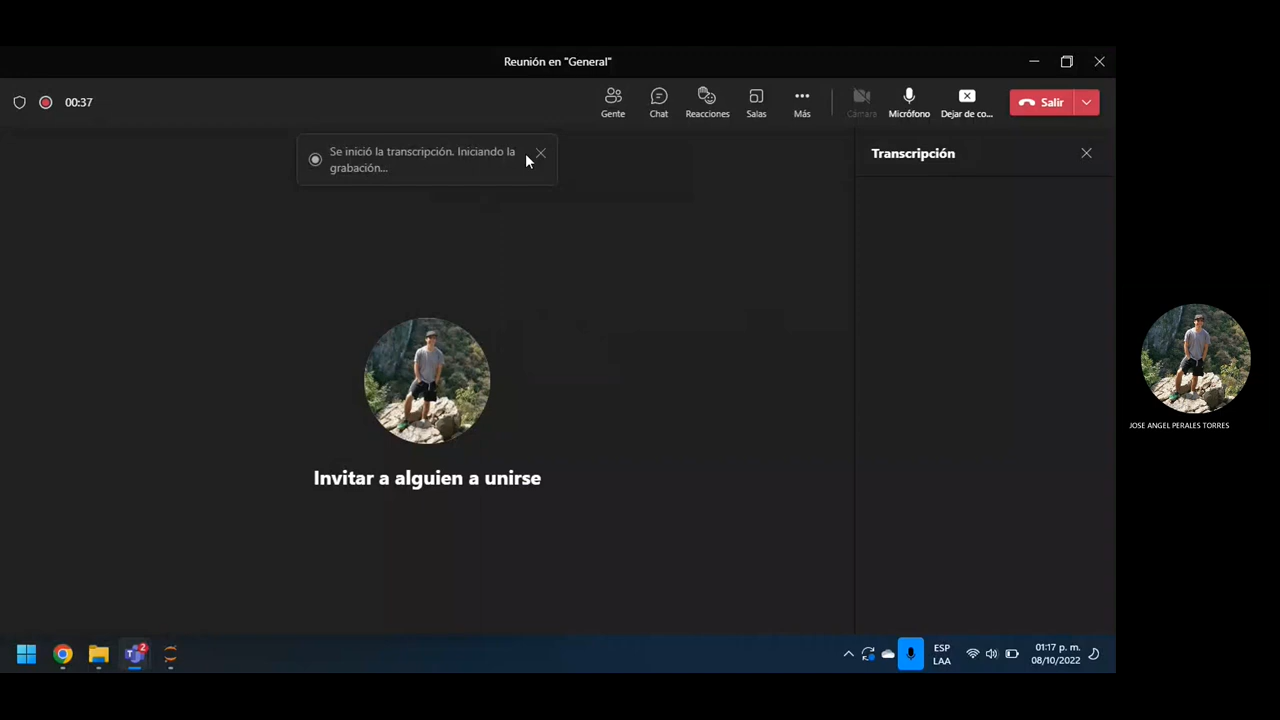 Reunión en "General"
00:37
Gente
Chat
Reacciones
Salas
Más
Cámara
Micrófono
Dejar de co...
Salir
Se inició la transcripción. Iniciando la
grabación...
Transcripción
Invitar a alguien a unirse
JOSE ANGEL PERALES TORRES
2
ESP
LAA
01:17 p. m.
08/10/2022